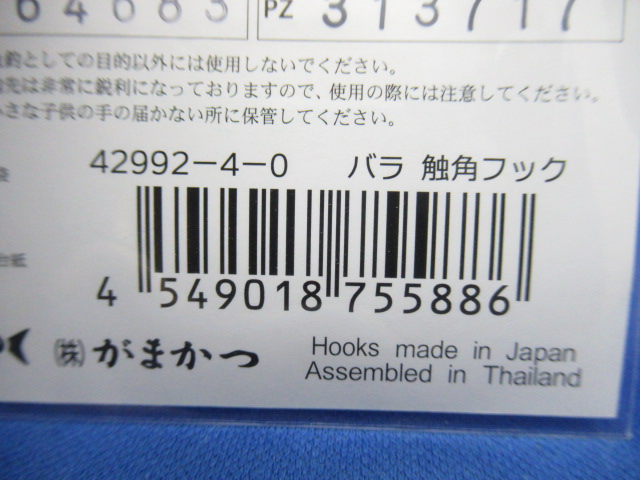 64683
PZ 313717
釣としての目的以外には使用しないでください。
先は非常に鋭利になっておりますので、使用の際には注意してください。
さな子供の手の届かない所に保管してください。
42992-4-0 バラ 触角フック
4 549018 755886
㈱がまかつ
Hooks made in Japan
Assembled in Thailand